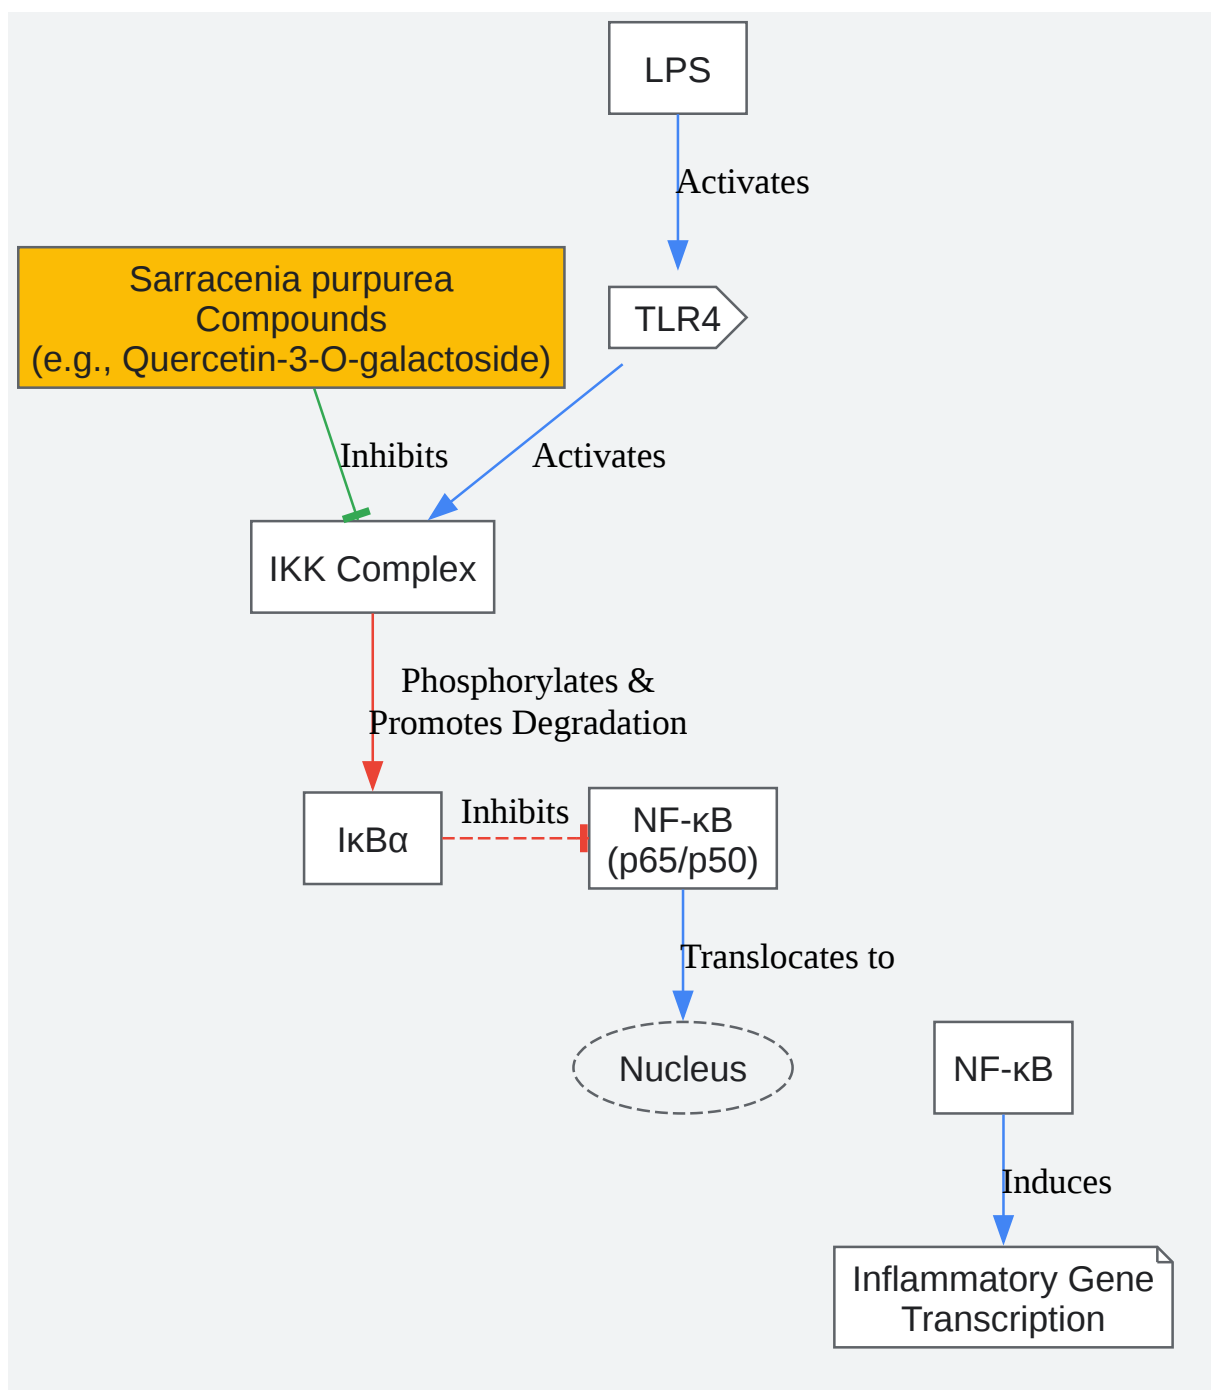 LPS
Activates
Sarracenia purpurea
Compounds
(e.g., Quercetin-3-O-galactoside)
TLR4
Inhibits
Activates
IKK Complex
Phosphorylates &
Promotes Degradation
IκBα
Inhibits
NF-κB
(p65/p50)
Translocates to
Nucleus
NF-κB
Induces
Inflammatory Gene
Transcription